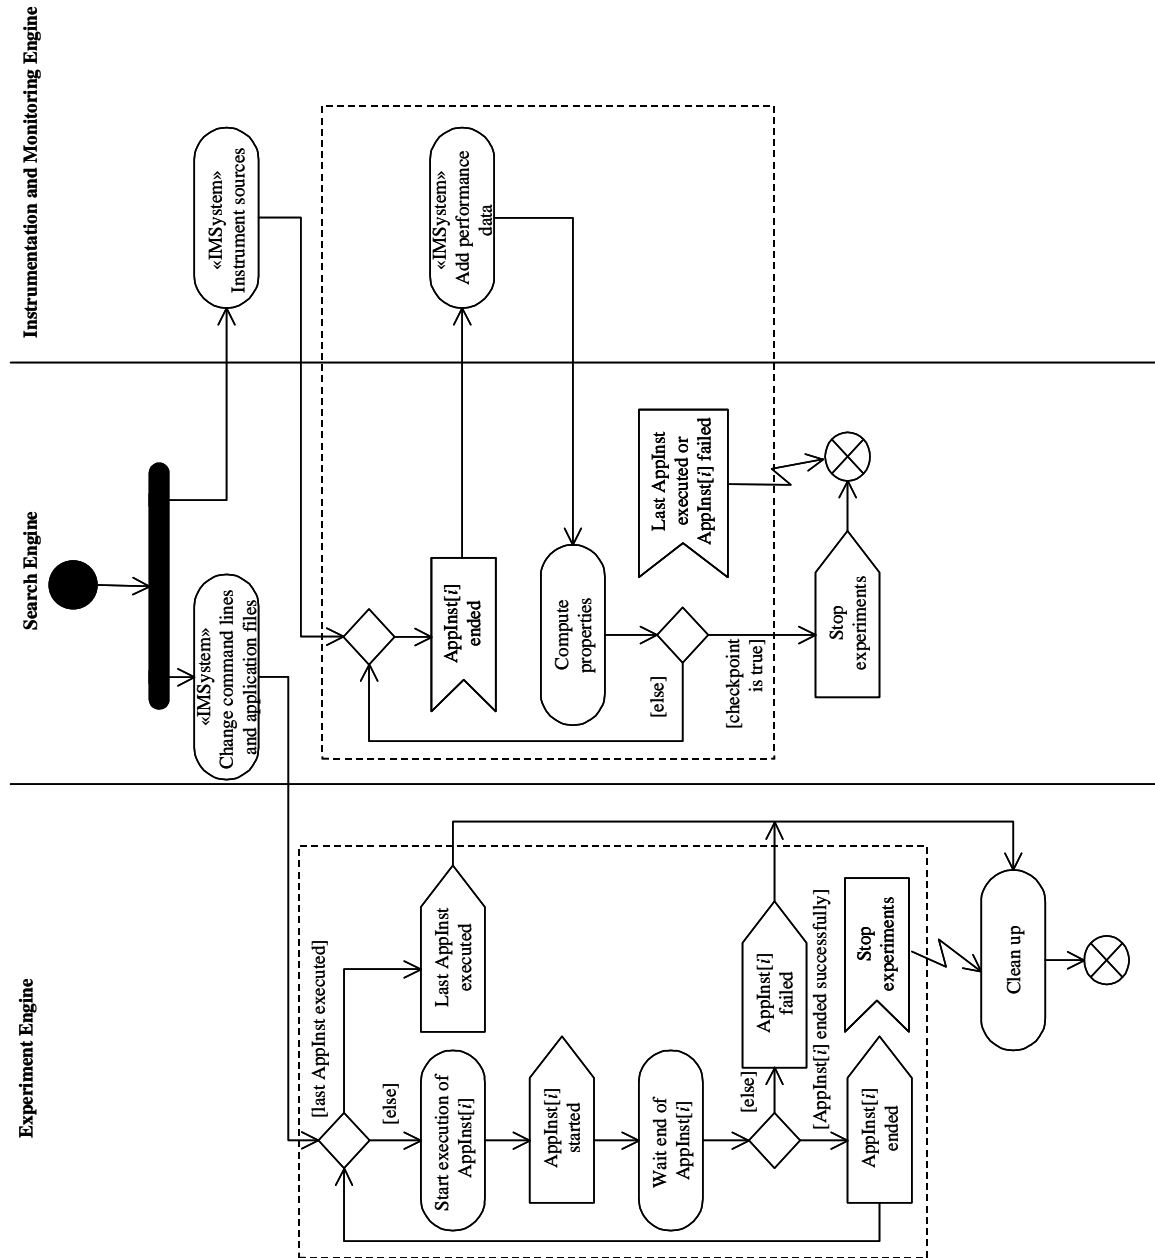 Experiment Engine
[last AppInst executed]
[else]
Start execution of
AppInst[i]
Last AppInst
executed
AppInst[i]
started
Wait end of
AppInst[i]
[else]
AppInst[i]
failed
[AppInst[i] ended successfully]
AppInst[i]
ended
Stop
experiments
Clean up
Search Engine
«IMSystem»
Change command lines
and application files
AppInst[i]
ended
Compute
properties
[else]
[checkpoint
is true]
Last AppInst
executed or
AppInst[i] failed
Stop
experiments
Instrumentation and Monitoring Engine
«IMSystem»
Instrument sources
«IMSystem»
Add performance
data